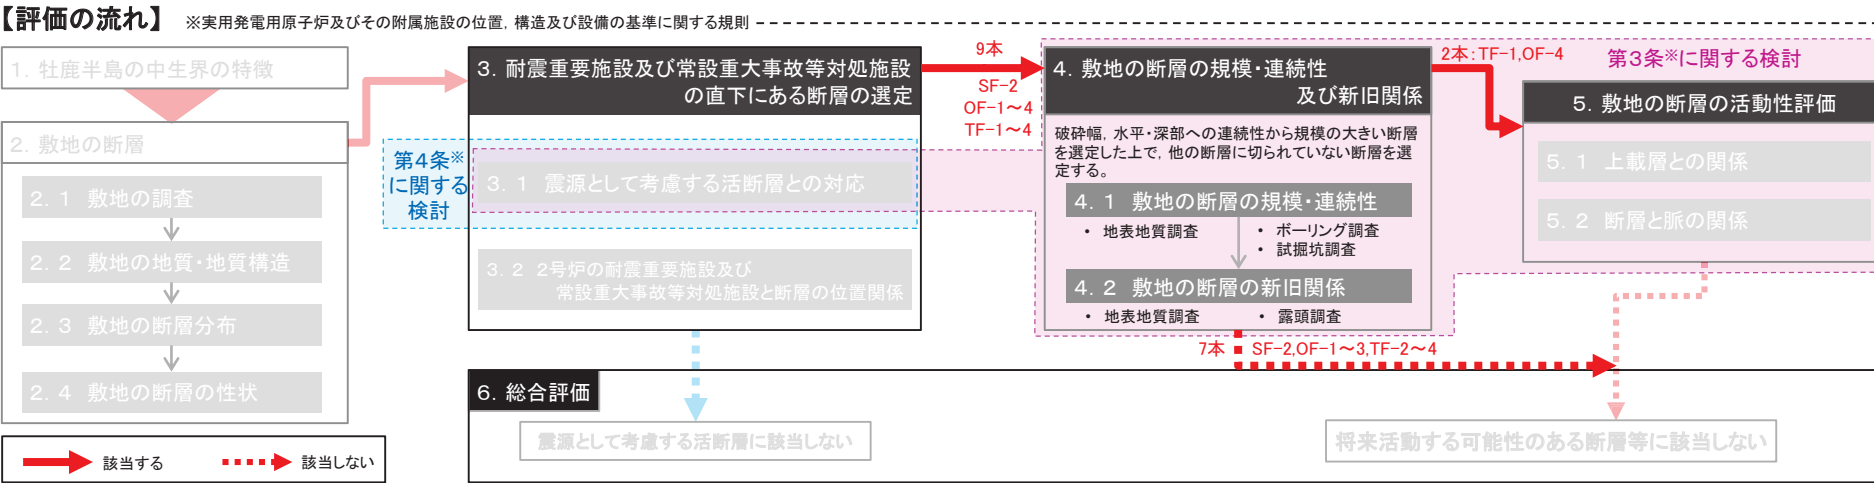 【評価の流れ】 ※実用発電用原子炉及びその附属施設の位置，構造及び設備の基準に関する規則
1. 牡鹿半島の中生界の特徴
2. 敷地の断層
2. 1 敷地の調査
2. 2 敷地の地質・地質構造
2. 3 敷地の断層分布
2. 4 敷地の断層の性状
3. 耐震重要施設及び常設重大事故等対処施設
の直下にある断層の選定
第4条※
に関する
検討
3. 1 震源として考慮する活断層との対応
3. 2 2号炉の耐震重要施設及び
常設重大事故等対処施設と断層の位置関係
9本
SF-2
OF-1～4
TF-1～4
4. 敷地の断層の規模・連続性
及び新旧関係
破砕幅，水平・深部への連続性から規模の大きい断層
を選定した上で，他の断層に切られていない断層を選
定する。
4. 1 敷地の断層の規模・連続性
・ 地表地質調査 ・ ボーリング調査
・ 試掘坑調査
4. 2 敷地の断層の新旧関係
・ 地表地質調査 ・ 露頭調査
2本：TF-1,OF-4
第3条※に関する検討
5. 敷地の断層の活動性評価
5. 1 上載層との関係
5. 2 断層と脈の関係
7本 SF-2,OF-1～3,TF-2～4
6. 総合評価
震源として考慮する活断層に該当しない
将来活動する可能性のある断層等に該当しない
該当する 該当しない